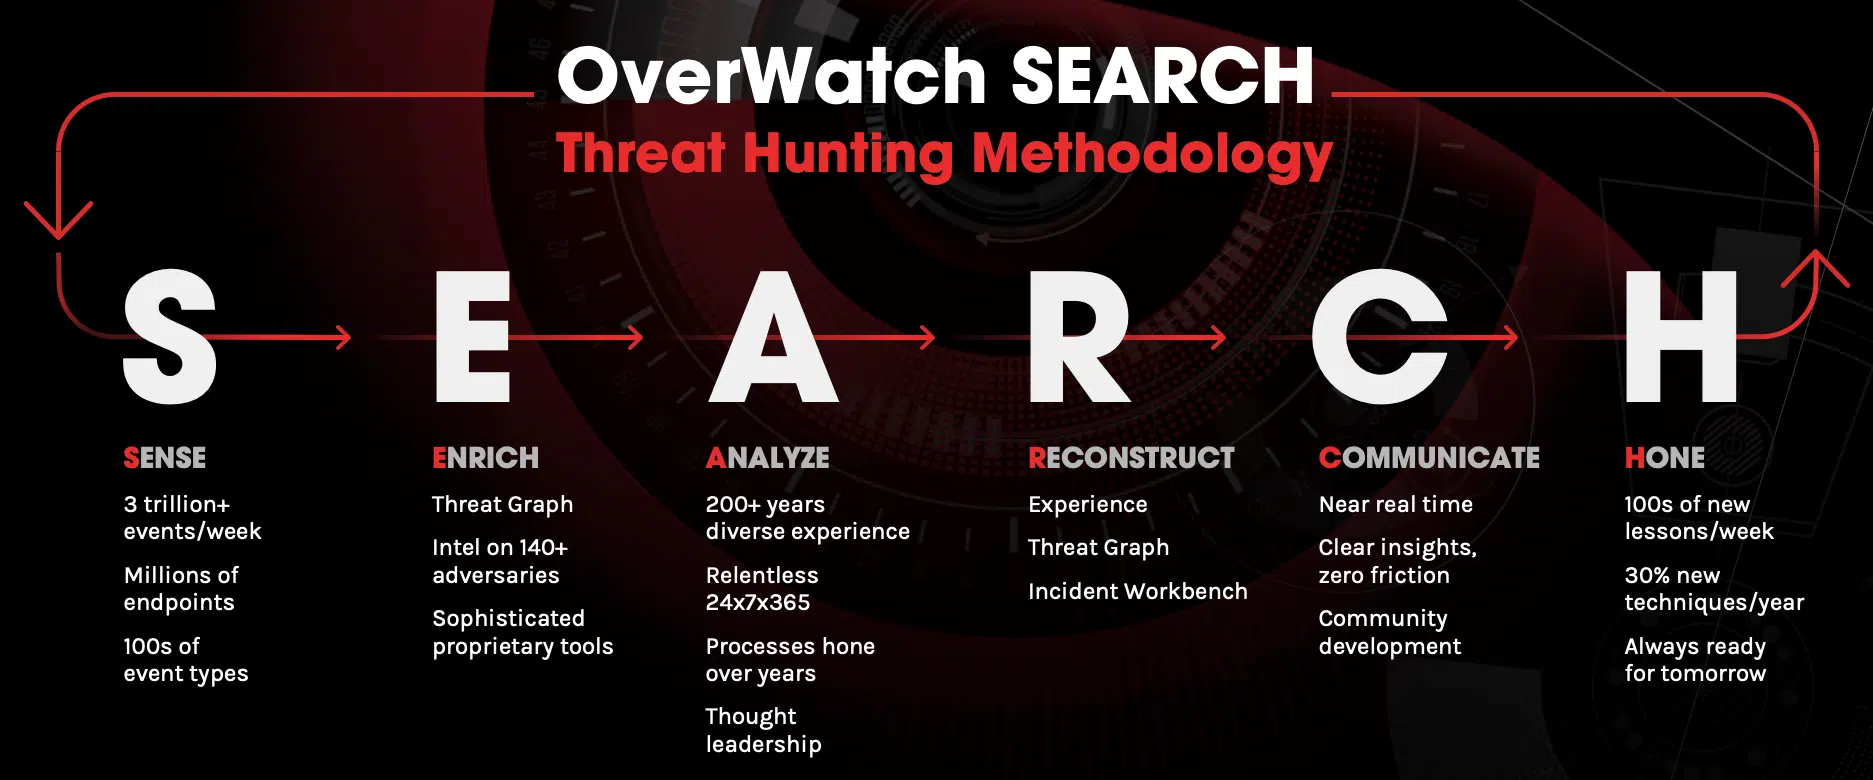 OverWatch SEARCH
Threat Hunting Methodology
S E A R C H
SENSE
3 trillion+
events/week
Millions of
endpoints
100s of
event types
ENRICH
Threat Graph
Intel on 140+
adversaries
Sophisticated
proprietary tools
ANALYZE
200+ years
diverse experience
Relentless
24x7x365
Processes hone
over years
Thought
leadership
RECONSTRUCT
Experience
Threat Graph
Incident Workbench
COMMUNICATE
Near real time
Clear insights,
zero friction
Community
development
HONE
100s of new
lessons/week
30% new
techniques/year
Always ready
for tomorrow